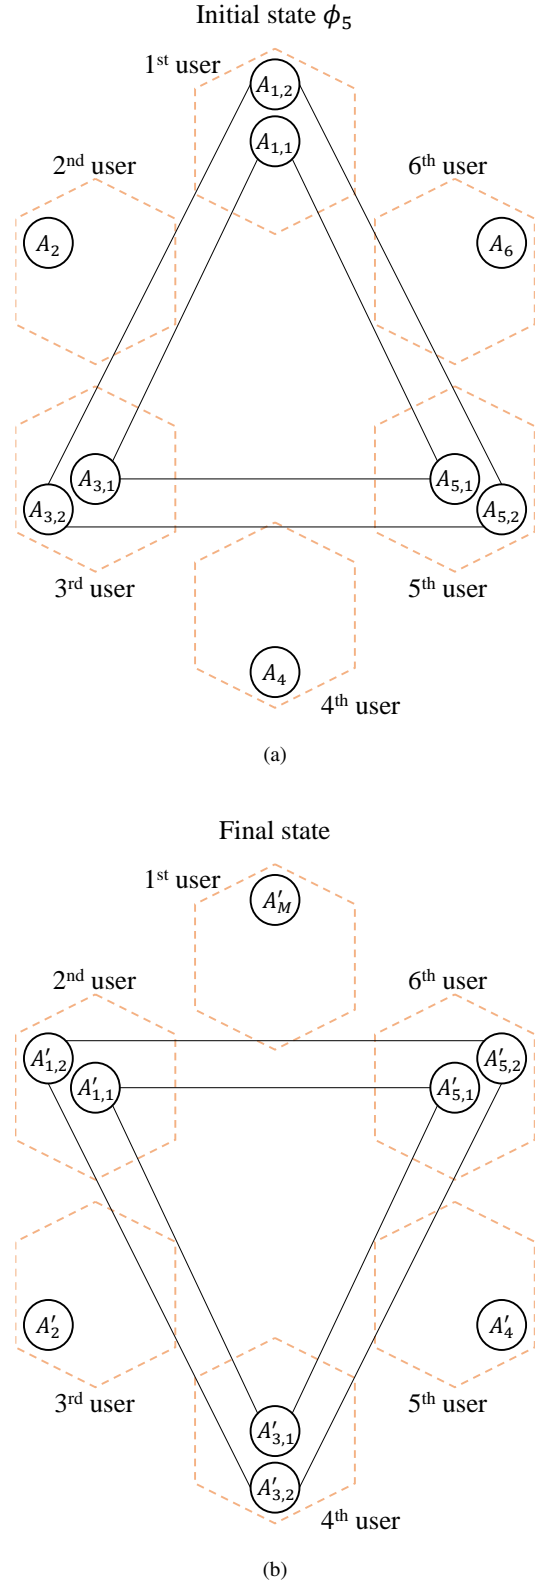 Initial state ϕ₅
1st user
A₁,₂
A₁,₁
2nd user
6th user
A₂
A₆
A₃,₁
A₅,₁
A₃,₂
A₅,₂
3rd user
5th user
A₄
4th user
(a)
Final state
1st user
A′_M
2nd user
6th user
A′₁,₂
A′₅,₂
A′₁,₁
A′₅,₁
A′₂
A′₄
3rd user
5th user
A′₃,₁
A′₃,₂
4th user
(b)